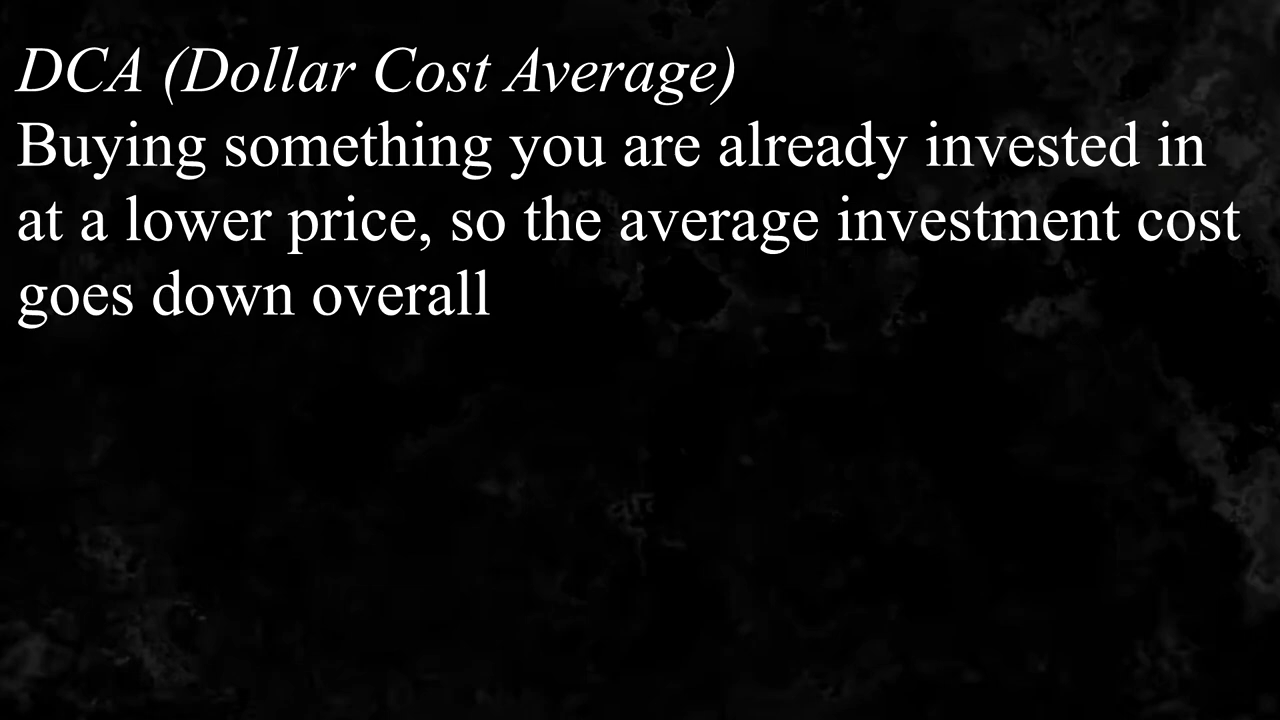 DCA (Dollar Cost Average)
Buying something you are already invested in
at a lower price, so the average investment cost
goes down overall